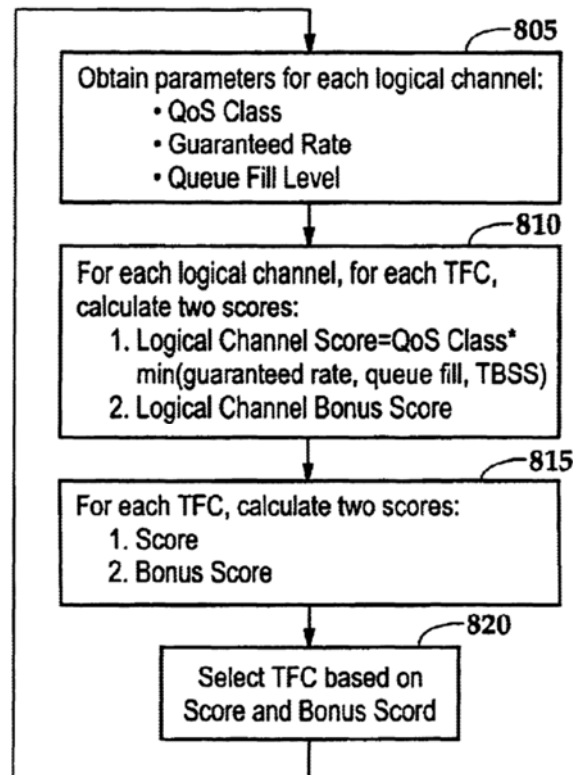 805
Obtain parameters for each logical channel:
• QoS Class
• Guaranteed Rate
• Queue Fill Level
810
For each logical channel, for each TFC,
calculate two scores:
1. Logical Channel Score=QoS Class*
min(guaranteed rate, queue fill, TBSS)
2. Logical Channel Bonus Score
815
For each TFC, calculate two scores:
1. Score
2. Bonus Score
820
Select TFC based on
Score and Bonus Scord